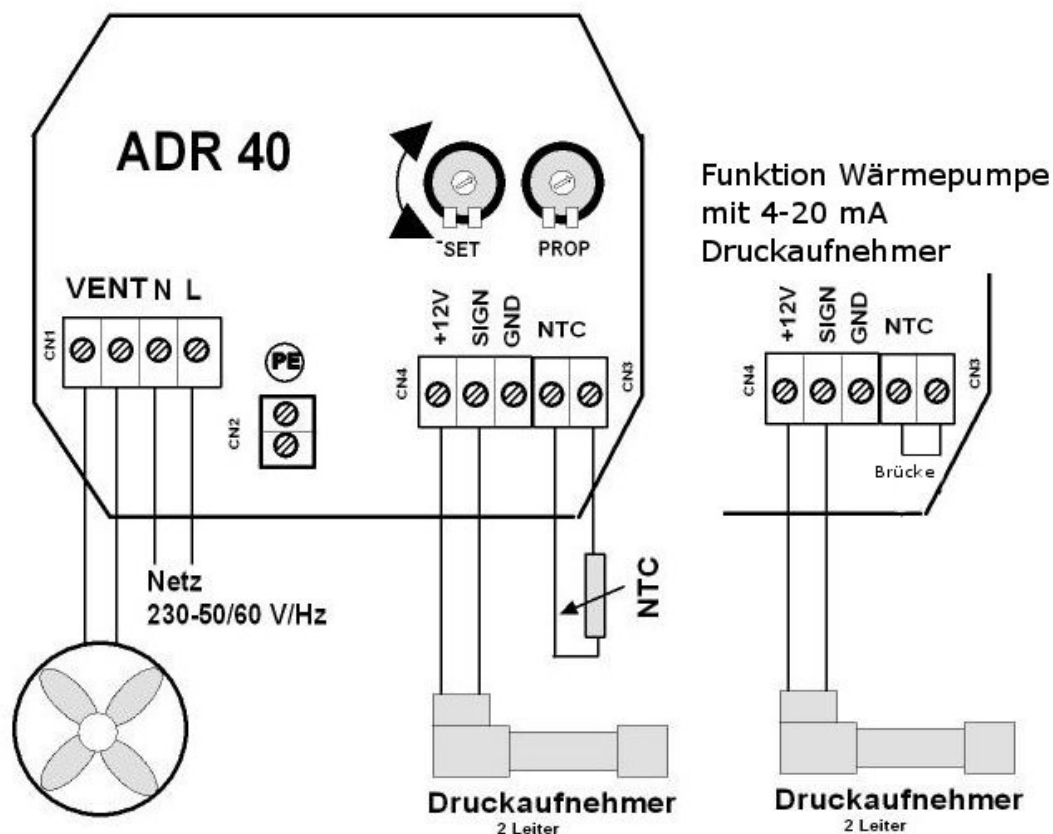 ADR 40
-SET
PROP
VENT N L
CN1
PE
CN2
+12V
SIGN
GND
NTC
CN4
CN3
Netz
230-50/60 V/Hz
NTC
Druckaufnehmer
2 Leiter
Funktion Wärmepumpe
mit 4-20 mA
Druckaufnehmer
+12V
SIGN
GND
NTC
CN4
CN3
Brücke
Druckaufnehmer
2 Leiter